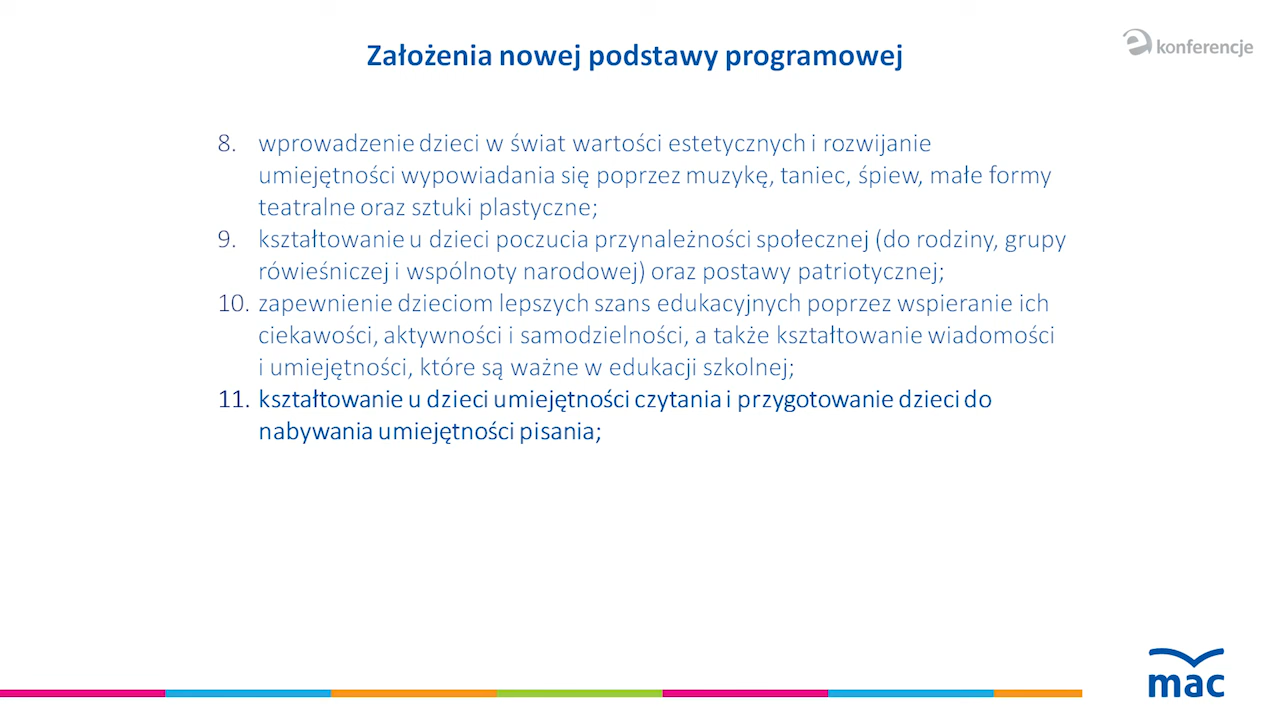 Założenia nowej podstawy programowej
e konferencje
8. wprowadzenie dzieci w świat wartości estetycznych i rozwijanie
umiejętności wypowiadania się poprzez muzykę, taniec, śpiew, małe formy
teatralne oraz sztuki plastyczne;
9. kształtowanie u dzieci poczucia przynależności społecznej (do rodziny, grupy
rówieśniczej i wspólnoty narodowej) oraz postawy patriotycznej;
10. zapewnienie dzieciom lepszych szans edukacyjnych poprzez wspieranie ich
ciekawości, aktywności i samodzielności, a także kształtowanie wiadomości
i umiejętności, które są ważne w edukacji szkolnej;
11. kształtowanie u dzieci umiejętności czytania i przygotowanie dzieci do
nabywania umiejętności pisania;
mac